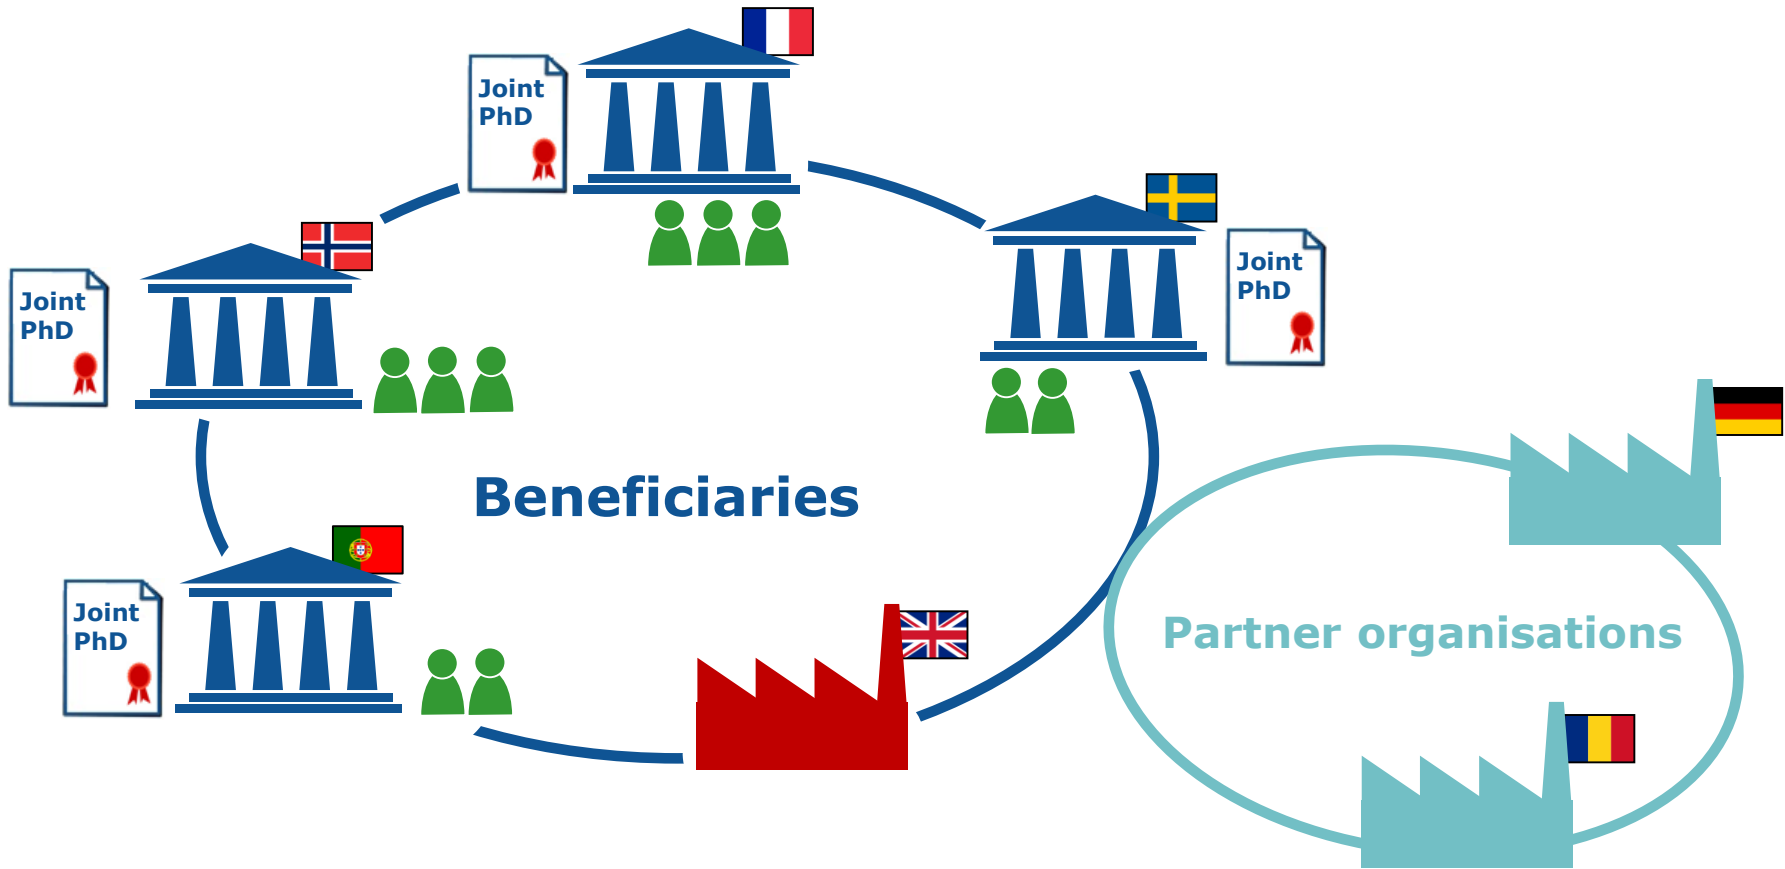 Joint
PhD
Joint
PhD
Joint
PhD
Beneficiaries
Joint
PhD
Partner organisations